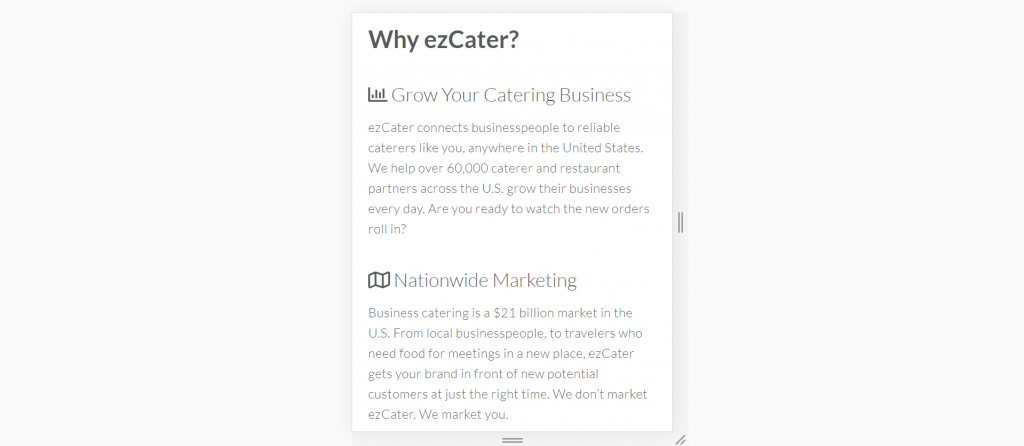 Why ezCater?
Grow Your Catering Business
ezCater connects businesspeople to reliable
caterers like you, anywhere in the United States.
We help over 60,000 caterer and restaurant
partners across the U.S. grow their businesses
every day. Are you ready to watch the new orders
roll in?
Nationwide Marketing
Business catering is a $21 billion market in the
U.S. From local businesspeople, to travelers who
need food for meetings in a new place, ezCater
gets your brand in front of new potential
customers at just the right time. We don't market
ezCater. We market you.